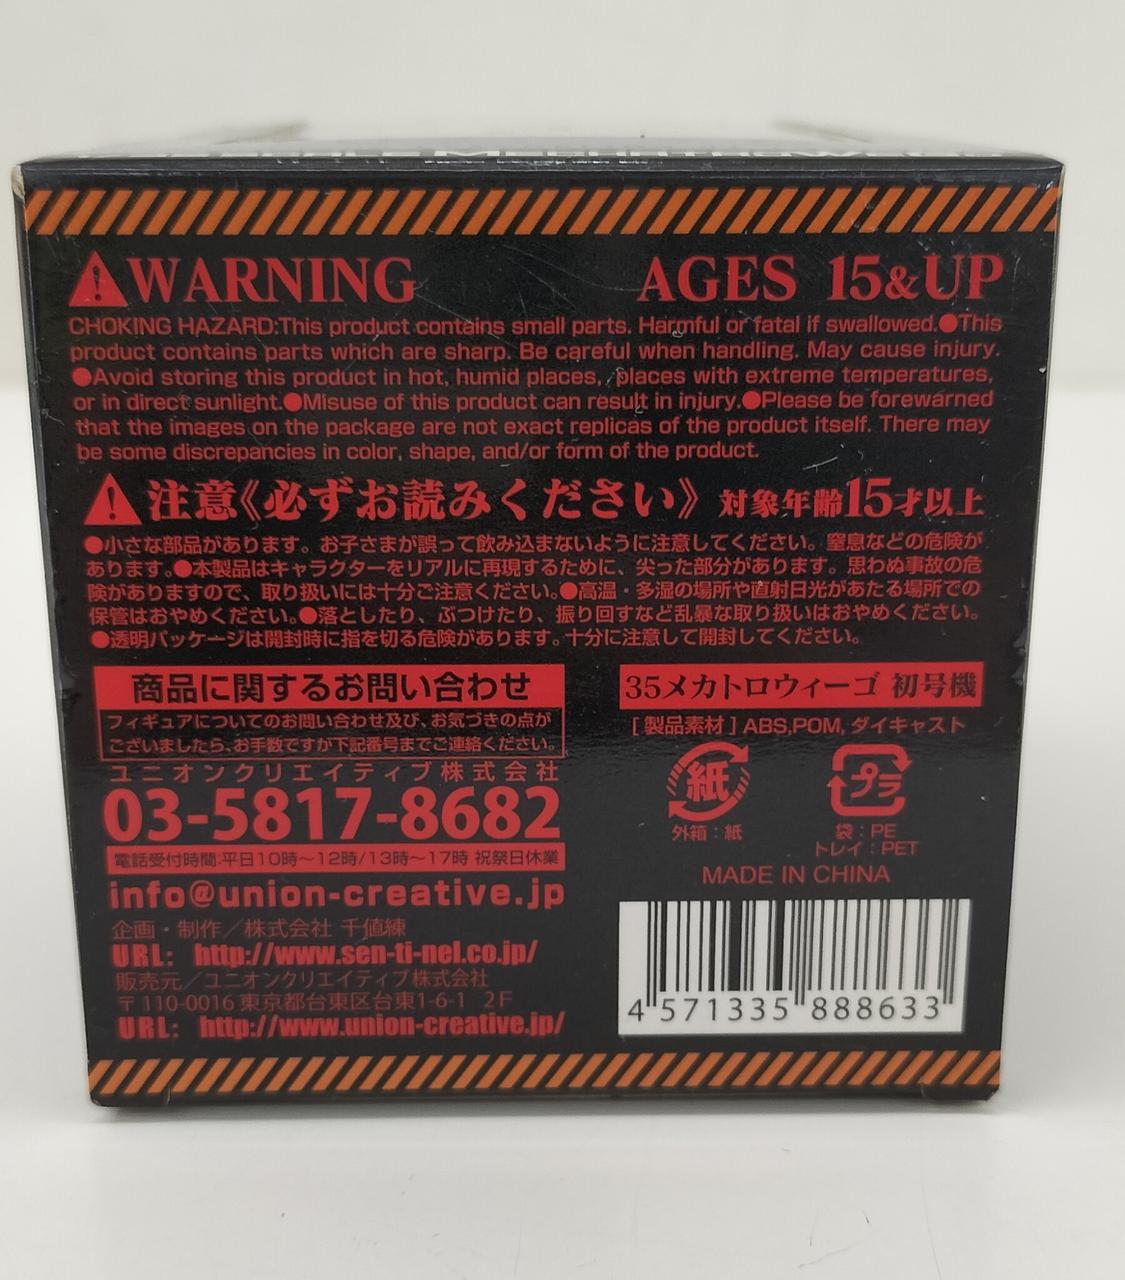 WARNING AGES 15&UP
CHOKING HAZARD:This product contains small parts. Harmful or fatal if swallowed.●This
product contains parts which are sharp. Be careful when handling. May cause injury.
●Avoid storing this product in hot, humid places, places with extreme temperatures,
or in direct sunlight.●Misuse of this product can result in injury.●Please be forewarned
that the images on the package are not exact replicas of the product itself. There may
be some discrepancies in color, shape, and/or form of the product.
注意《必ずお読みください》 対象年齢15才以上
●小さな部品があります。お子さまが誤って飲み込まないように注意してください。窒息などの危険が
あります。●本製品はキャラクターをリアルに再現するために、尖った部分があります。思わぬ事故の危
険がありますので、取り扱いには十分ご注意ください。●高温・多湿の場所や直射日光があたる場所での
保管はおやめください。●落としたり、ぶつけたり、振り回すなど乱暴な取り扱いはおやめください。
●透明パッケージは開封時に指を切る危険があります。十分に注意して開封してください。
商品に関するお問い合わせ
フィギュアについてのお問い合わせ及び、お気づきの点が
ございましたら、お手数ですが下記番号までご連絡ください。
ユニオンクリエイティブ株式会社
03-5817-8682
電話受付時間:平日10時〜12時/13時〜17時 祝祭日休業
info@union-creative.jp
企画・制作／株式会社 千値練
URL: http://www.sen-ti-nel.co.jp/
販売元／ユニオンクリエイティブ株式会社
〒110-0016 東京都台東区台東1-6-1 2F
URL: http://www.union-creative.jp/
35メカトロウィーゴ 初号機
[ 製品素材 ] ABS,POM, ダイキャスト
紙 プラ
外箱：紙 袋：PE
トレイ：PET
MADE IN CHINA
4 571335 888633